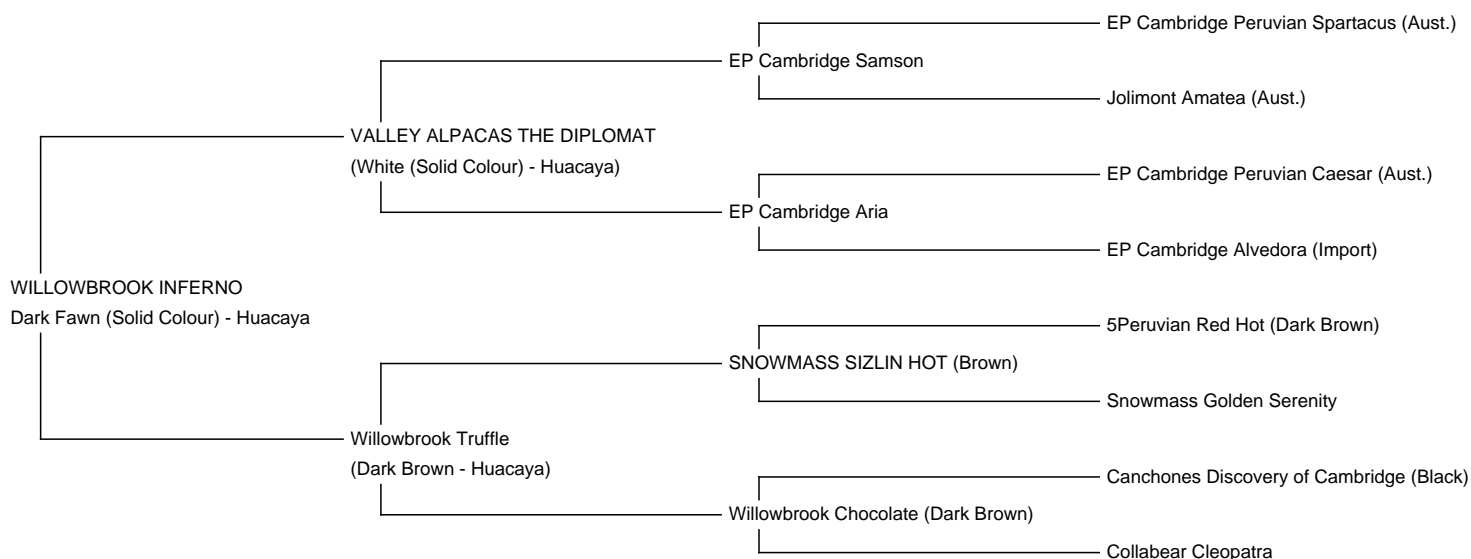 EP Cambridge Peruvian Spartacus (Aust.)
EP Cambridge Samson
Jolimont Amatea (Aust.)
VALLEY ALPACAS THE DIPLOMAT
(White (Solid Colour) - Huacaya)
EP Cambridge Peruvian Caesar (Aust.)
EP Cambridge Aria
EP Cambridge Alvedora (Import)
WILLOWBROOK INFERNO
Dark Fawn (Solid Colour) - Huacaya
5Peruvian Red Hot (Dark Brown)
SNOWMASS SIZLIN HOT (Brown)
Snowmass Golden Serenity
Willowbrook Truffle
(Dark Brown - Huacaya)
Canchones Discovery of Cambridge (Black)
Willowbrook Chocolate (Dark Brown)
Collabear Cleopatra